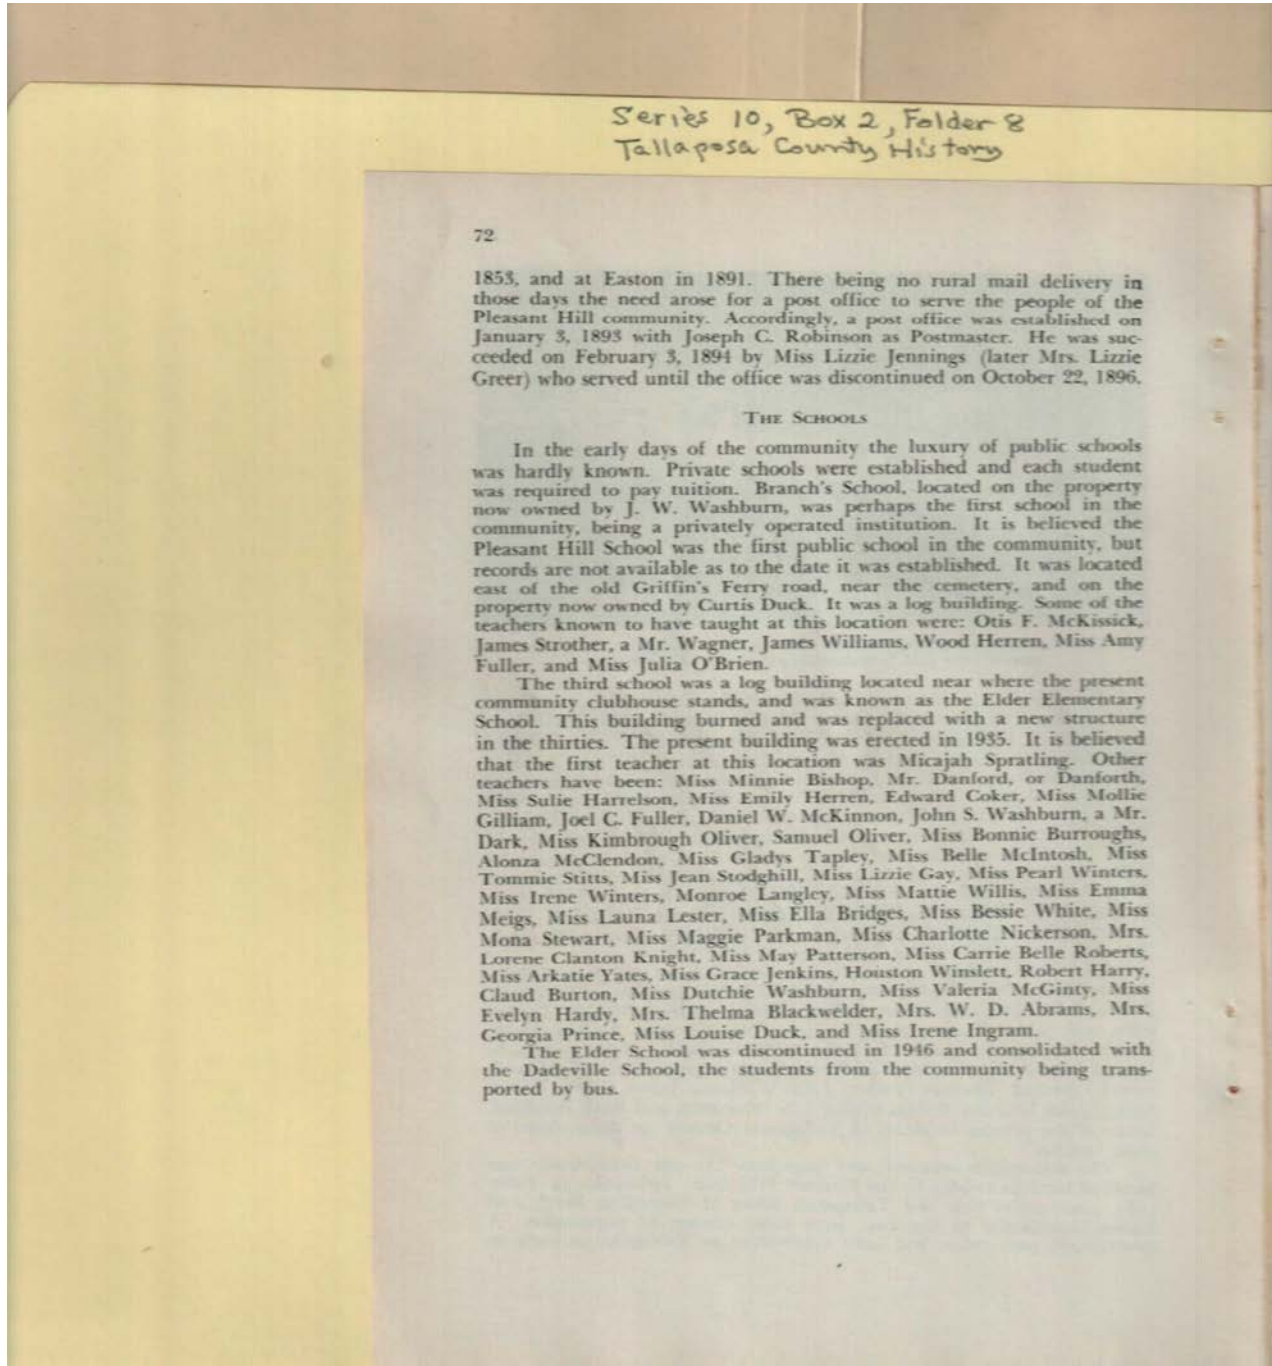 Series 10, Box 2, Folder 8
Tallaposa County History
72
1853, and at Easton in 1891. There being no rural mail delivery in
those days the need arose for a post office to serve the people of the
Pleasant Hill community. Accordingly, a post office was established on
January 3, 1893 with Joseph C. Robinson as Postmaster. He was suc-
ceeded on February 3, 1894 by Miss Lizzie Jennings (later Mrs. Lizzie
Greer) who served until the office was discontinued on October 22, 1896.
THE SCHOOLS
In the early days of the community the luxury of public schools
was hardly known. Private schools were established and each student
was required to pay tuition. Branch's School, located on the property
now owned by J. W. Washburn, was perhaps the first school in the
community, being a privately operated institution. It is believed the
Pleasant Hill School was the first public school in the community, but
records are not available as to the date it was established. It was located
east of the old Griffin's Ferry road, near the cemetery, and on the
property now owned by Curtis Duck. It was a log building. Some of the
teachers known to have taught at this location were: Otis F. McKissick,
James Strother, a Mr. Wagner, James Williams, Wood Herren, Miss Amy
Fuller, and Miss Julia O'Brien.
The third school was a log building located near where the present
community clubhouse stands, and was known as the Elder Elementary
School. This building burned and was replaced with a new structure
in the thirties. The present building was erected in 1935. It is believed
that the first teacher at this location was Micajah Spratling. Other
teachers have been: Miss Minnie Bishop, Mr. Danford, or Danforth,
Miss Sulie Harrelson, Miss Emily Herren, Edward Coker, Miss Mollie
Gilliam, Joel C. Fuller, Daniel W. McKinnon, John S. Washburn, a Mr.
Dark, Miss Kimbrough Oliver, Samuel Oliver, Miss Bonnie Burroughs,
Alonza McClendon, Miss Gladys Tapley, Miss Belle McIntosh, Miss
Tommie Stitts, Miss Jean Stodghill, Miss Lizzie Gay, Miss Pearl Winters,
Miss Irene Winters, Monroe Langley, Miss Mattie Willis, Miss Emma
Meigs, Miss Launa Lester, Miss Ella Bridges, Miss Bessie White, Miss
Mona Stewart, Miss Maggie Parkman, Miss Charlotte Nickerson, Mrs.
Lorene Clanton Knight, Miss May Patterson, Miss Carrie Belle Roberts,
Miss Arkatie Yates, Miss Grace Jenkins, Houston Winslett, Robert Harry,
Claud Burton, Miss Dutchie Washburn, Miss Valeria McGinty, Miss
Evelyn Hardy, Mrs. Thelma Blackwelder, Mrs. W. D. Abrams, Mrs.
Georgia Prince, Miss Louise Duck, and Miss Irene Ingram.
The Elder School was discontinued in 1946 and consolidated with
the Dadeville School, the students from the community being trans-
ported by bus.